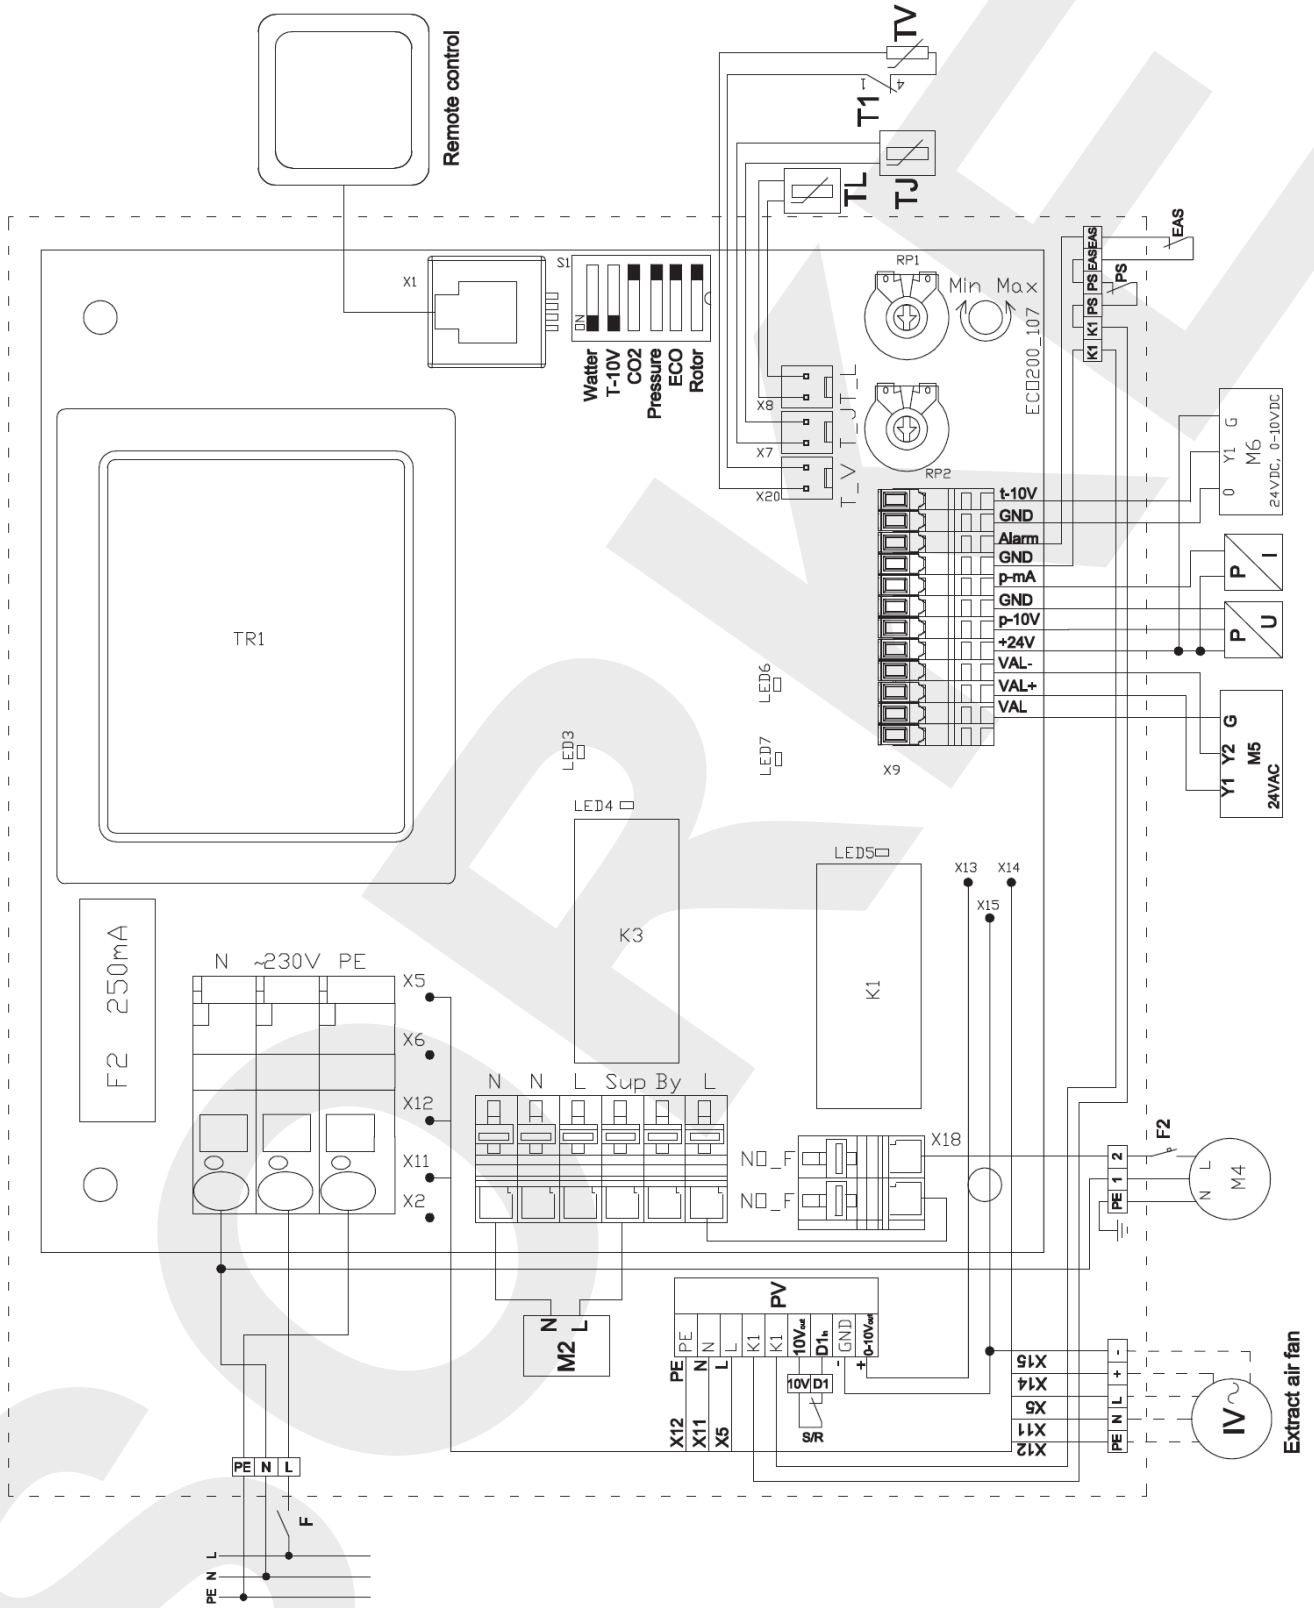 Remote control
TV
1
4
T1
TL
TJ
X1
S1
ON
Watter
T-10V
CO2
Pressure
ECO
Rotor
RP1
Min Max
ECO200_107
X8
T_L
X7
T_J
X20
T_V
RP2
EAS
EAS
PS
PS
K1
K1
EAS
PS
t-10V
GND
Alarm
GND
p-mA
GND
p-10V
+24V
VAL-
VAL+
VAL
X9
0 Y1 G
M6
24VDC, 0-10VDC
P
I
P
U
Y1 Y2 G
M5
24VAC
TR1
LED6
LED7
LED3
LED4
LED5
K3
K1
X13
X14
X15
F2 250mA
N ~230V PE
X5
X6
X12
X11
X2
N N L Sup By L
NO_F
NO_F
X18
2
1
PE
F2
L
N
M4
M2
N
L
PV
PE
N
L
K1
K1
10Vout
D1in
GND
0-10Vout
PE
N
L
-
+
X12
X11
X5
10V
D1
S/R
X15
X14
X5
X11
X12
-
+
L
N
PE
IV
Extract air fan
PE N L
F
L
N
PE
SORKE